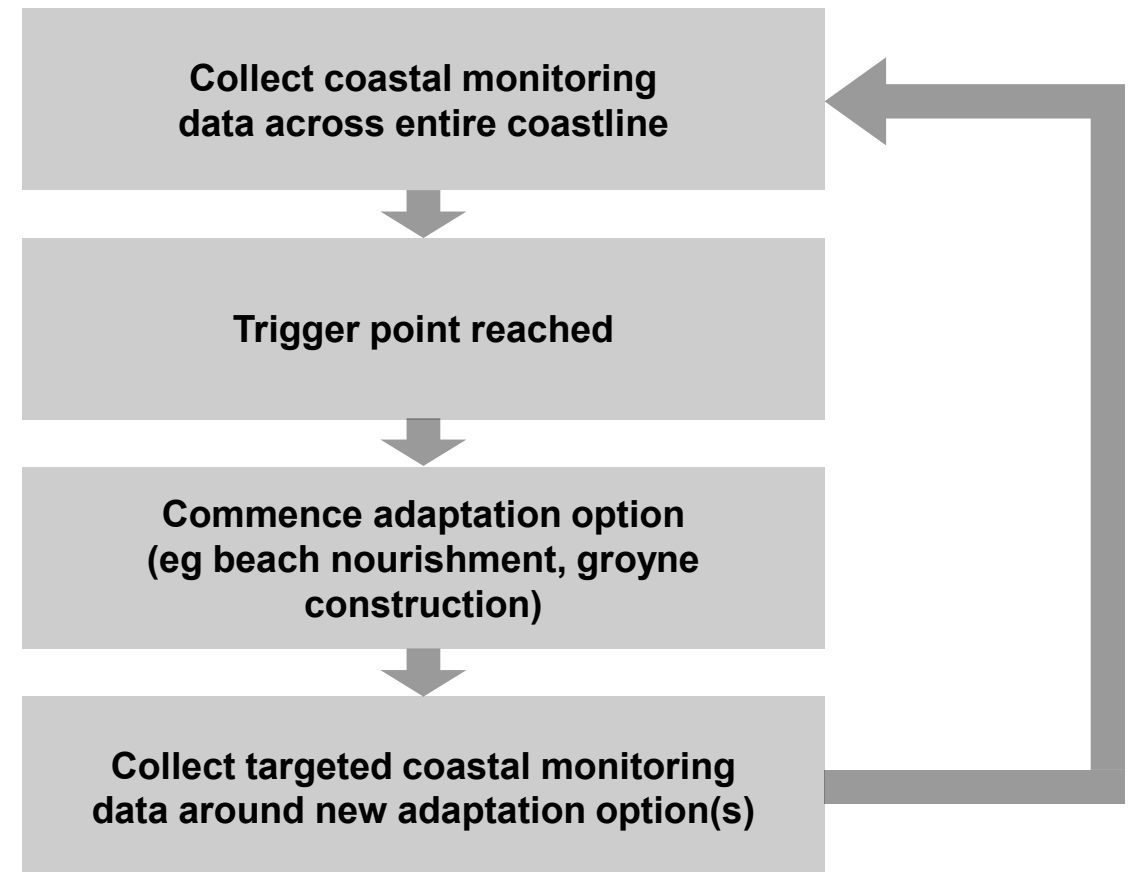 Collect coastal monitoring
data across entire coastline
Trigger point reached
Commence adaptation option
(eg beach nourishment, groyne
construction)
Collect targeted coastal monitoring
data around new adaptation option(s)